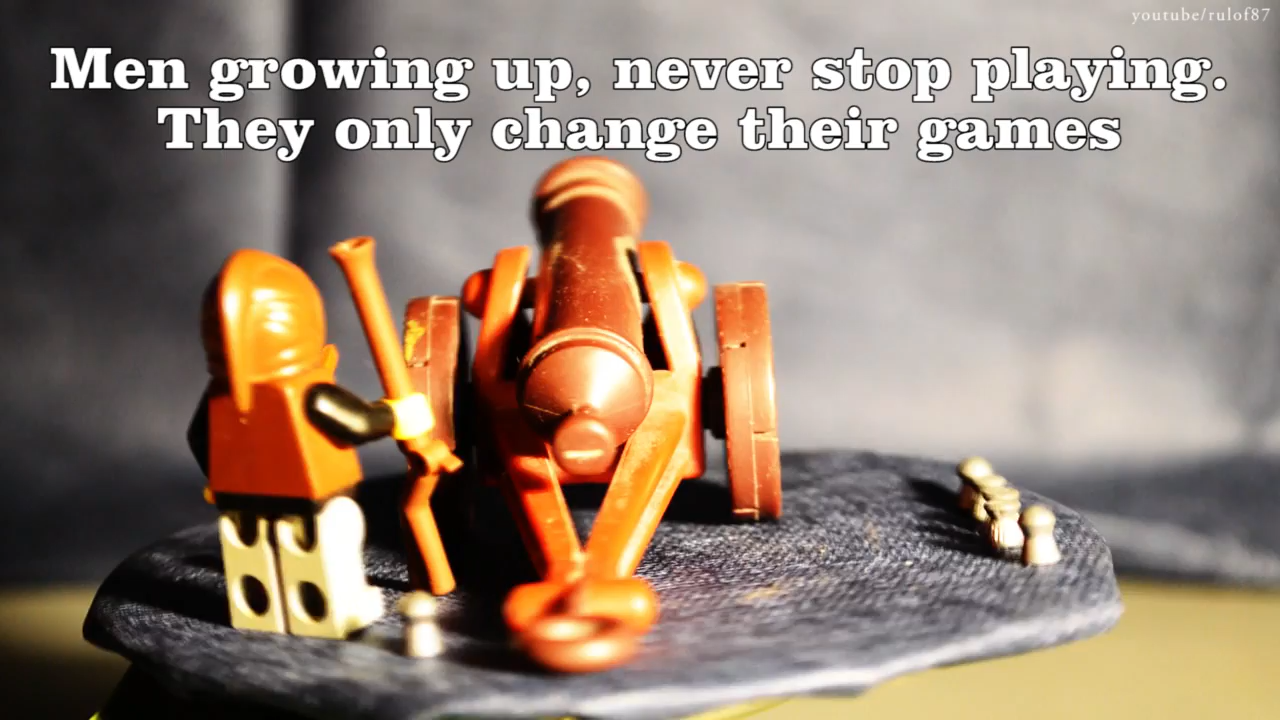 youtube/rulof87
Men growing up, never stop playing.
They only change their games